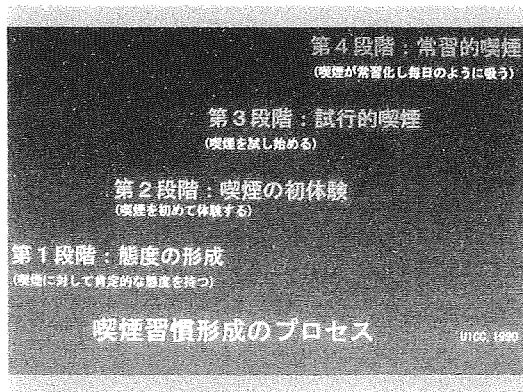 第4段階：常習的喫煙
(喫煙が常習化し毎日のように吸う)
第3段階：試行的喫煙
(喫煙を試し始める)
第2段階：喫煙の初体験
(喫煙を初めて体験する)
第1段階：態度の形成
(喫煙に対して肯定的な態度を持つ)
喫煙習慣形成のプロセス
UICC, 1990